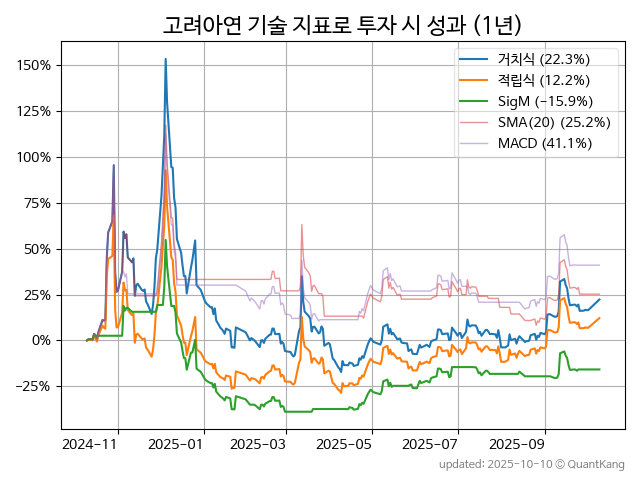 고려아연 기술 지표로 투자 시 성과 (1년)
거치식 (22.3%)
적립식 (12.2%)
SigM (−15.9%)
SMA(20) (25.2%)
MACD (41.1%)
150%
125%
100%
75%
50%
25%
0%
−25%
2024-11
2025-01
2025-03
2025-05
2025-07
2025-09
updated: 2025-10-10 © QuantKang